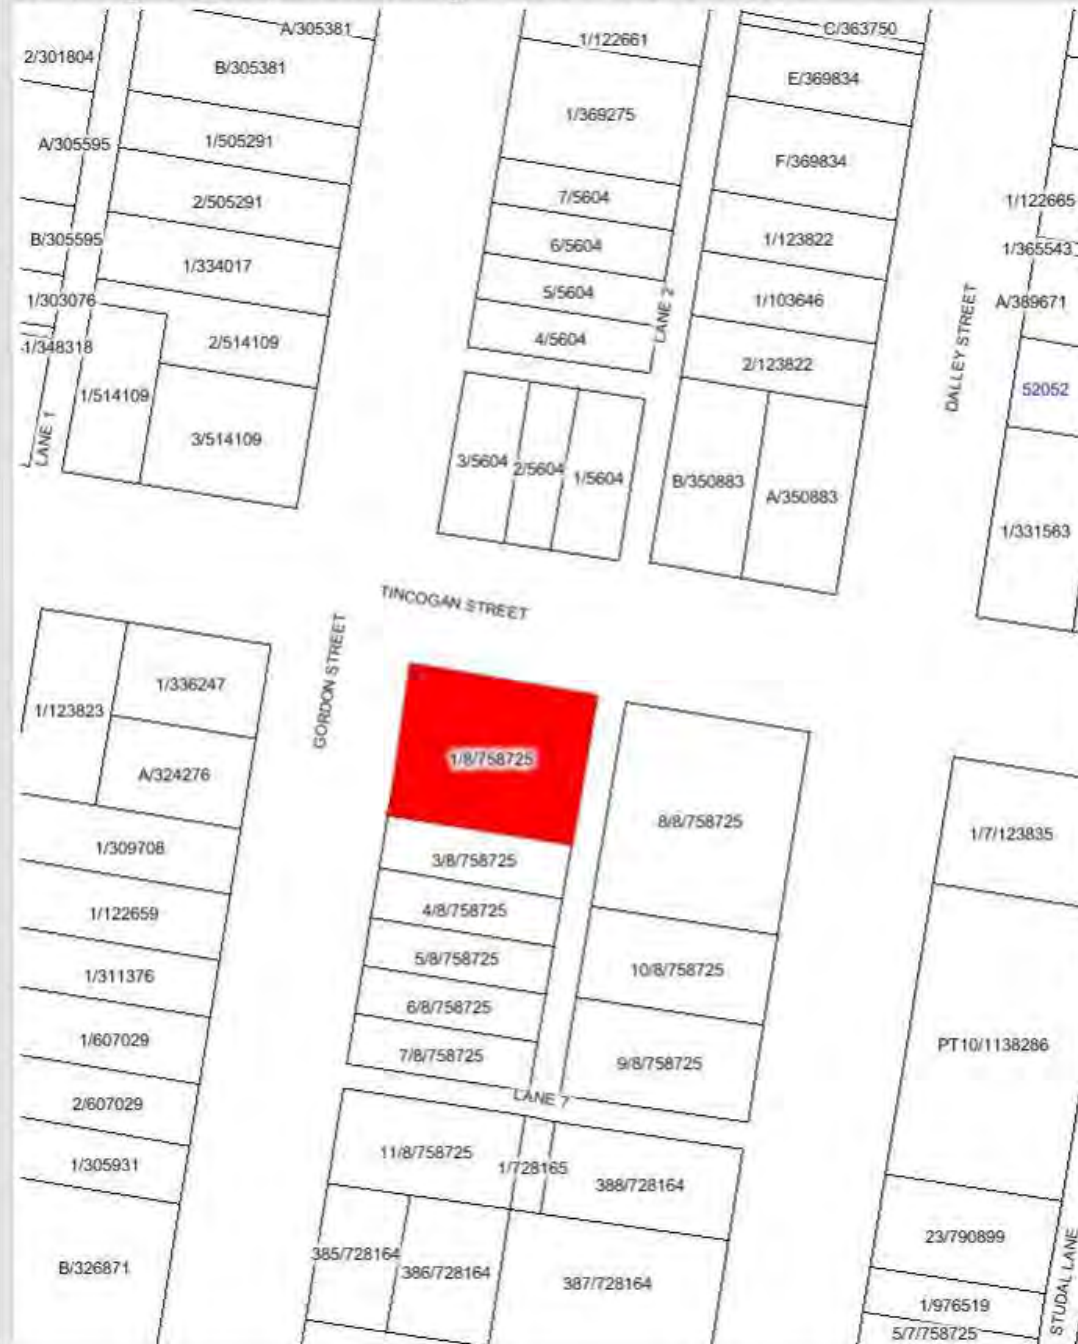 A/305381
C/363750
1/122661
2/301804
B/305381
E/369834
1/369275
A/305595
1/505291
F/369834
7/5604
1/122665
2/505291
B/305595
6/5604
1/123822
1/365543
1/334017
5/5604
1/303076
LANE 2
1/103646
A/389671
4/5604
-1/348318
2/514109
2/123822
DALLEY STREET
52052
1/514109
LANE 1
3/514109
3/5604
2/5604
1/5604
B/350883
A/350883
1/331563
TINCOGAN STREET
GORDON STREET
1/336247
1/123823
A/324276
1/8/758725
8/8/758725
1/7/123835
1/309708
3/8/758725
1/122659
4/8/758725
5/8/758725
10/8/758725
1/311376
6/8/758725
1/607029
7/8/758725
9/8/758725
PT10/1138286
LANE 7
2/607029
11/8/758725
1/728165
388/728164
1/305931
23/790899
385/728164
386/728164
387/728164
B/326871
STUDAL LANE
1/976519
5/7/758725